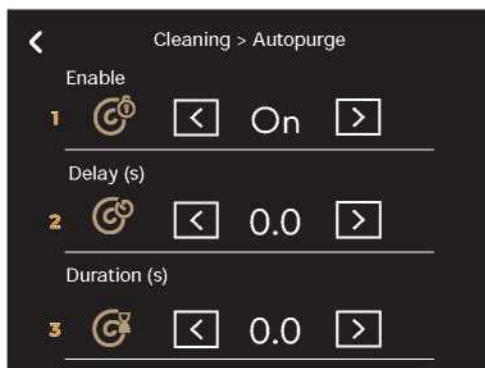 Cleaning > Autopurge
Enable
1 On
Delay (s)
2 0.0
Duration (s)
3 0.0